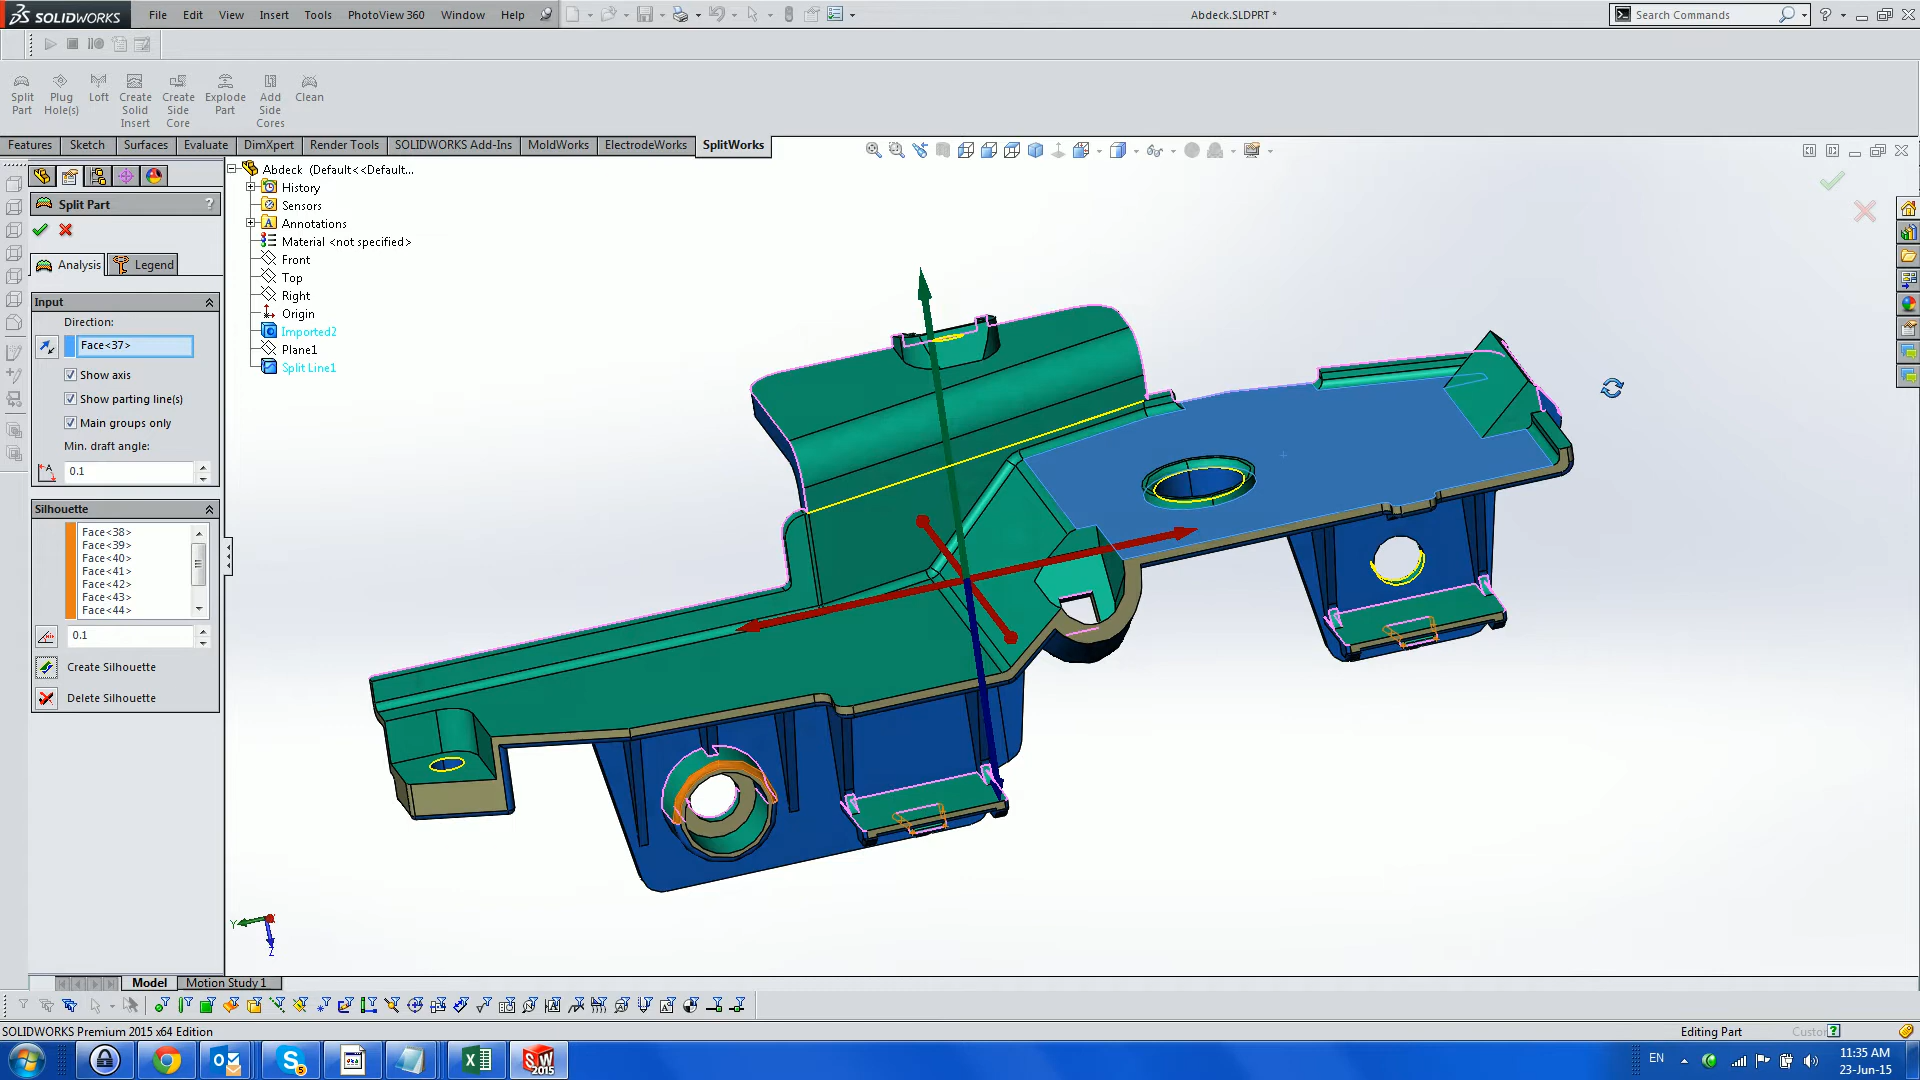 SOLIDWORKS File Edit View Insert Tools PhotoView 360 Window Help Abdeck.SLDPRT * Search Commands
Split Part
Plug Hole(s)
Loft
Create Solid Insert
Create Side Core
Explode Part
Add Side Cores
Clean
Features Sketch Surfaces Evaluate DimXpert Render Tools SOLIDWORKS Add-Ins MoldWorks ElectrodeWorks SplitWorks
Split Part ?
Analysis Legend
Input
Direction:
Face<37>
Show axis
Show parting line(s)
Main groups only
Min. draft angle:
0.1
Silhouette
Face<38>
Face<39>
Face<40>
Face<41>
Face<42>
Face<43>
Face<44>
0.1
Create Silhouette
Delete Silhouette
Abdeck (Default<<Default...
History
Sensors
Annotations
Material <not specified>
Front
Top
Right
Origin
Imported2
Plane1
Split Line1
Y
Z
Model Motion Study 1
SOLIDWORKS Premium 2015 x64 Edition Editing Part Custo
EN 11:35 AM
23-Jun-15